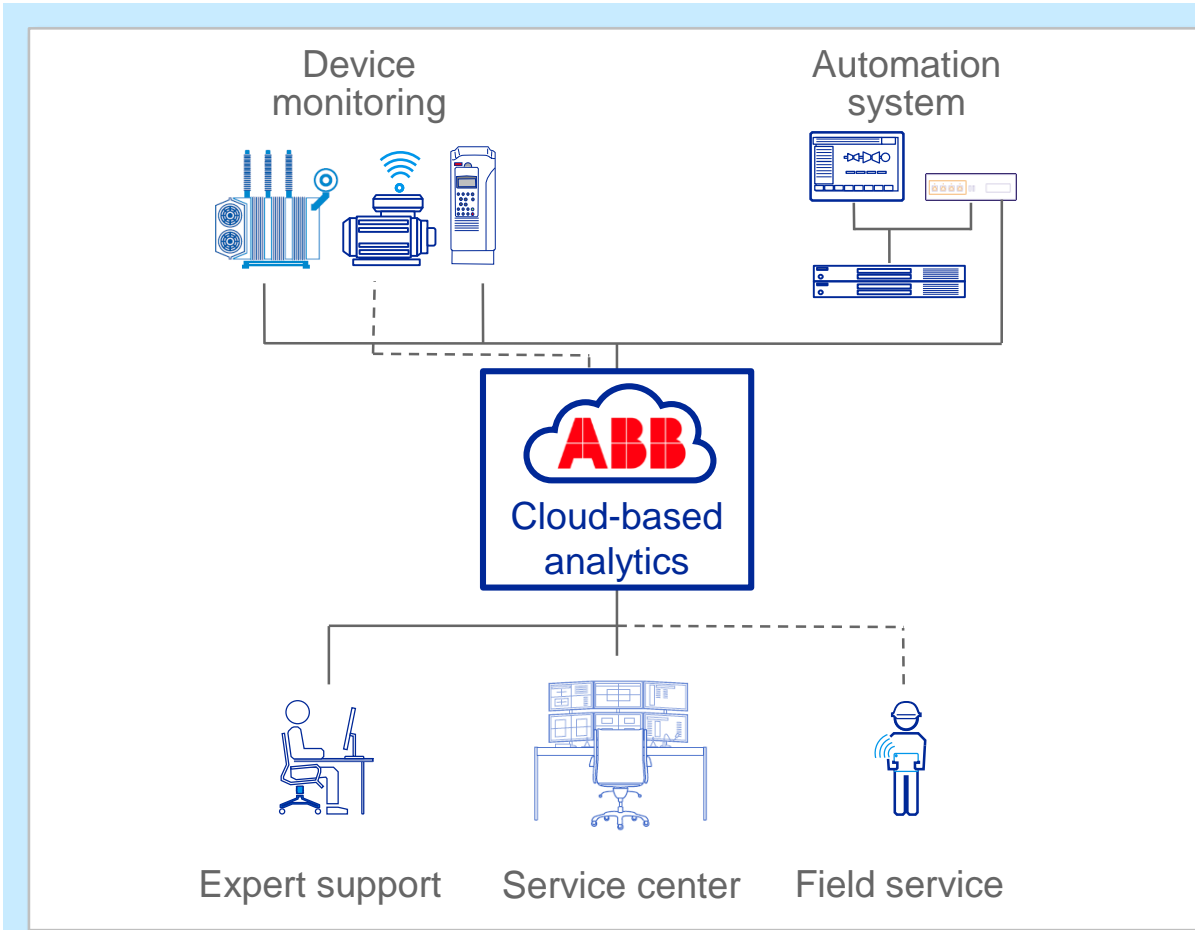 Device
monitoring
Automation
system
ABB
Cloud-based
analytics
Expert support
Service center
Field service